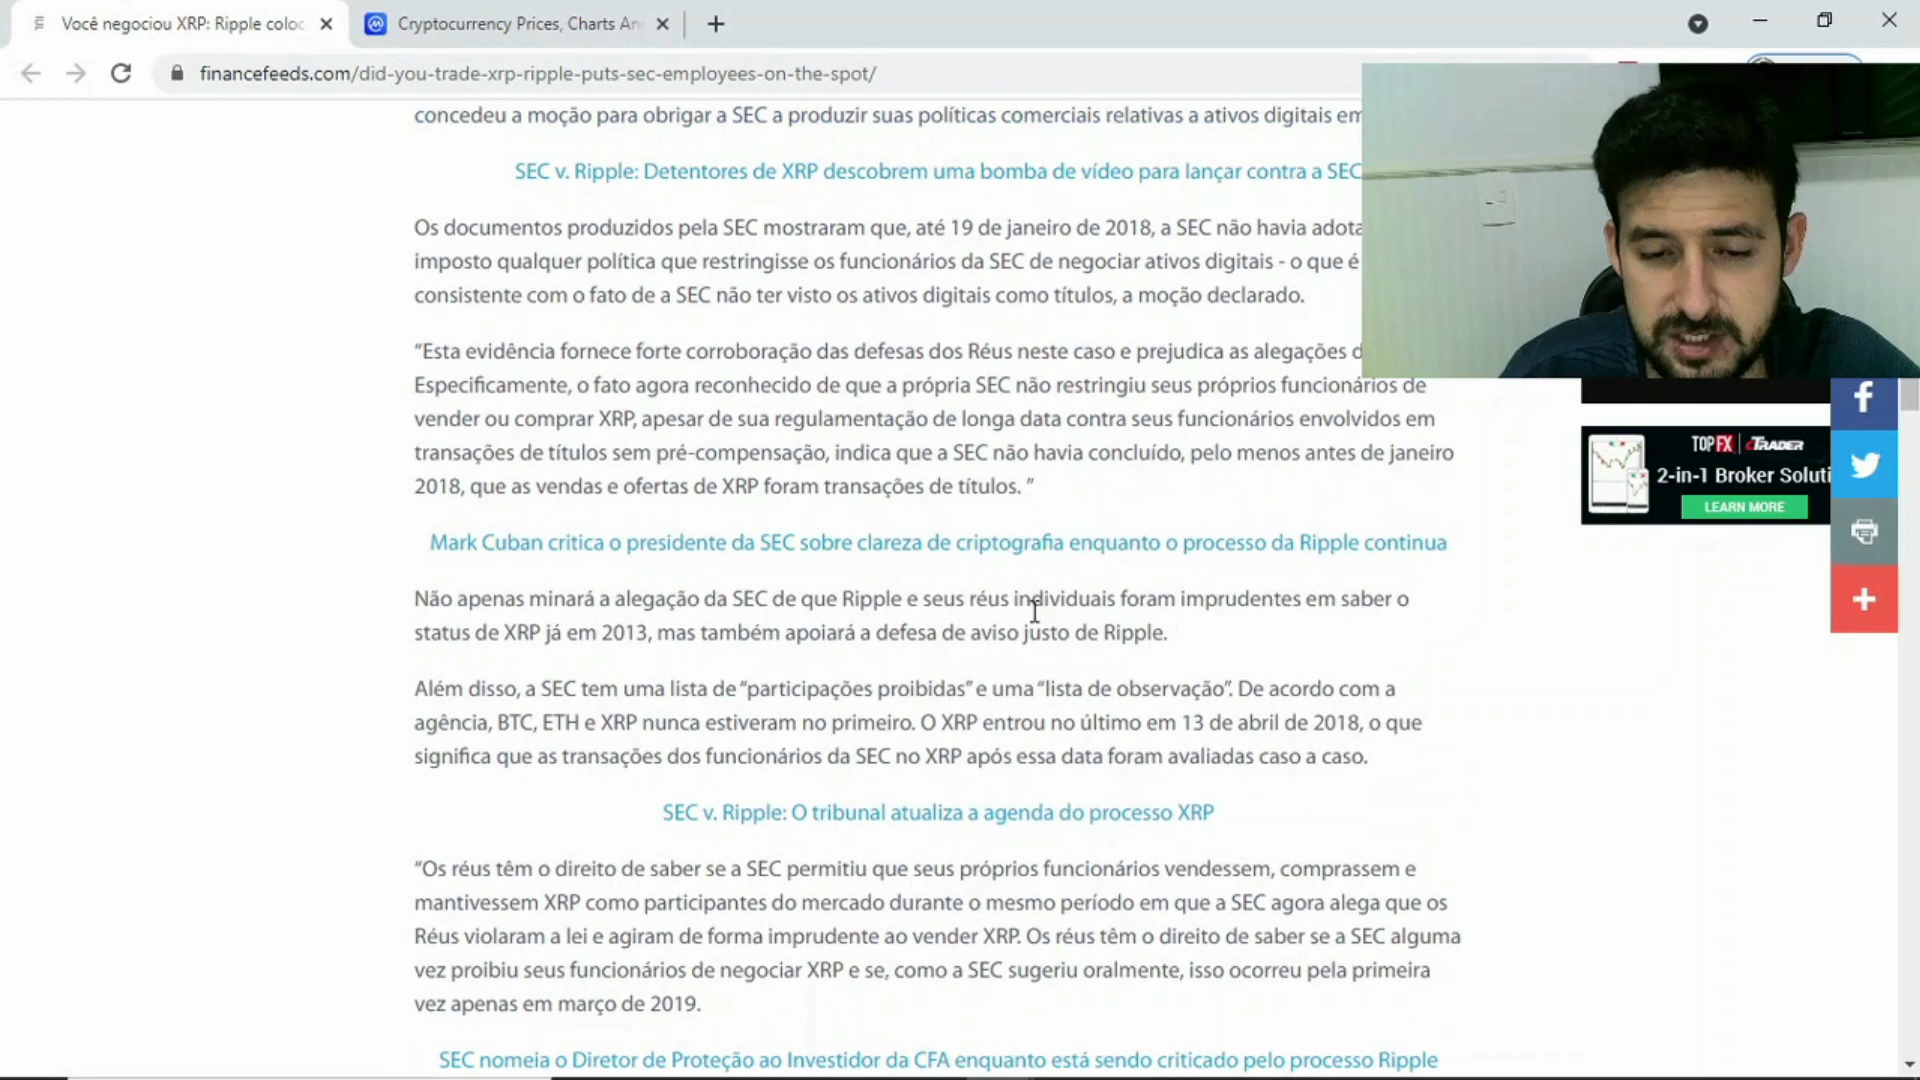 Você negociou XRP: Ripple coloc
Cryptocurrency Prices, Charts An
financefeeds.com/did-you-trade-xrp-ripple-puts-sec-employees-on-the-spot/
concedeu a moção para obrigar a SEC a produzir suas políticas comerciais relativas a ativos digitais em
SEC v. Ripple: Detentores de XRP descobrem uma bomba de vídeo para lançar contra a SEC
Os documentos produzidos pela SEC mostraram que, até 19 de janeiro de 2018, a SEC não havia adota
imposto qualquer política que restringisse os funcionários da SEC de negociar ativos digitais - o que é
consistente com o fato de a SEC não ter visto os ativos digitais como títulos, a moção declarado.
“Esta evidência fornece forte corroboração das defesas dos Réus neste caso e prejudica as alegações d
Especificamente, o fato agora reconhecido de que a própria SEC não restringiu seus próprios funcionários de
vender ou comprar XRP, apesar de sua regulamentação de longa data contra seus funcionários envolvidos em
transações de títulos sem pré-compensação, indica que a SEC não havia concluído, pelo menos antes de janeiro
2018, que as vendas e ofertas de XRP foram transações de títulos. ”
Mark Cuban critica o presidente da SEC sobre clareza de criptografia enquanto o processo da Ripple continua
Não apenas minará a alegação da SEC de que Ripple e seus réus individuais foram imprudentes em saber o
status de XRP já em 2013, mas também apoiará a defesa de aviso justo de Ripple.
Além disso, a SEC tem uma lista de “participações proibidas” e uma “lista de observação”. De acordo com a
agência, BTC, ETH e XRP nunca estiveram no primeiro. O XRP entrou no último em 13 de abril de 2018, o que
significa que as transações dos funcionários da SEC no XRP após essa data foram avaliadas caso a caso.
SEC v. Ripple: O tribunal atualiza a agenda do processo XRP
“Os réus têm o direito de saber se a SEC permitiu que seus próprios funcionários vendessem, comprassem e
mantivessem XRP como participantes do mercado durante o mesmo período em que a SEC agora alega que os
Réus violaram a lei e agiram de forma imprudente ao vender XRP. Os réus têm o direito de saber se a SEC alguma
vez proibiu seus funcionários de negociar XRP e se, como a SEC sugeriu oralmente, isso ocorreu pela primeira
vez apenas em março de 2019.
SEC nomeia o Diretor de Proteção ao Investidor da CFA enquanto está sendo criticado pelo processo Ripple
TOPFX | cTRADER
2-in-1 Broker Soluti
LEARN MORE